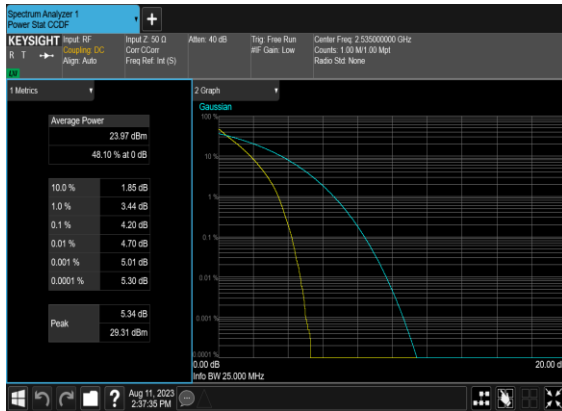 Spectrum Analyzer 1
Power Stat CCDF
KEYSIGHT
R T
LXI
Input: RF
Coupling: DC
Align: Auto
Input Z: 50 Ω
Corr CCorr
Freq Ref: Int (S)
Atten: 40 dB
Trig: Free Run
#IF Gain: Low
Center Freq: 2.535000000 GHz
Counts: 1.00 M/1.00 Mpt
Radio Std: None
1 Metrics
Average Power
23.97 dBm
48.10 % at 0 dB
10.0 % 1.85 dB
1.0 % 3.44 dB
0.1 % 4.20 dB
0.01 % 4.70 dB
0.001 % 5.01 dB
0.0001 % 5.30 dB
Peak 5.34 dB
29.31 dBm
2 Graph
Gaussian
100 %
10 %
1 %
0.1 %
0.01 %
0.001 %
0.0001 %
0.00 dB 20.00 d
Info BW 25.000 MHz
Aug 11, 2023
2:37:35 PM